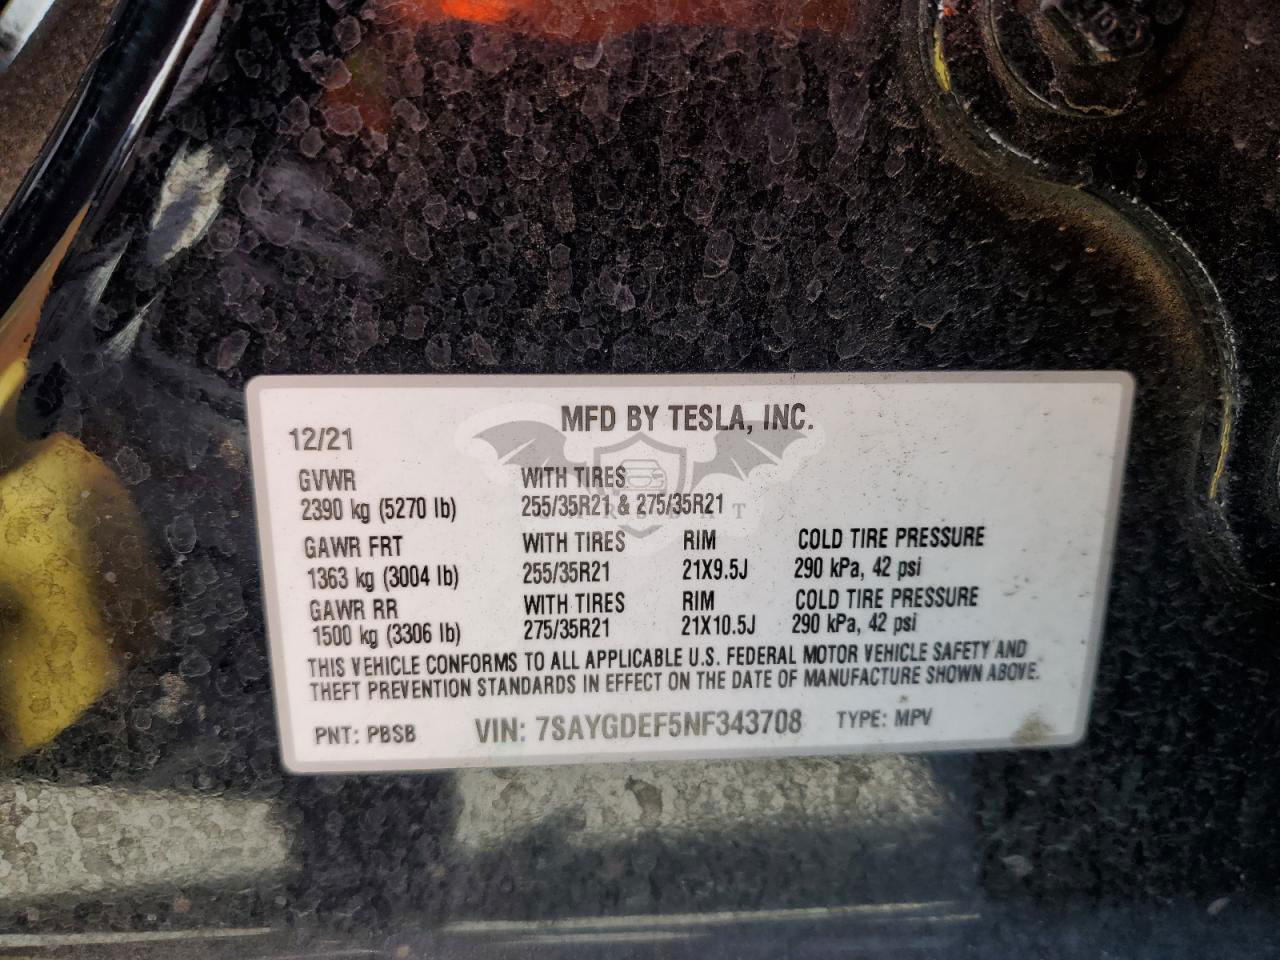 MFD BY TESLA, INC.
12/21
GVWR WITH TIRES
2390 kg (5270 lb) 255/35R21 & 275/35R21
GAWR FRT WITH TIRES RIM COLD TIRE PRESSURE
1363 kg (3004 lb) 255/35R21 21X9.5J 290 kPa, 42 psi
GAWR RR WITH TIRES RIM COLD TIRE PRESSURE
1500 kg (3306 lb) 275/35R21 21X10.5J 290 kPa, 42 psi
THIS VEHICLE CONFORMS TO ALL APPLICABLE U.S. FEDERAL MOTOR VEHICLE SAFETY AND
THEFT PREVENTION STANDARDS IN EFFECT ON THE DATE OF MANUFACTURE SHOWN ABOVE.
PNT: PBSB VIN: 7SAYGDEF5NF343708 TYPE: MPV